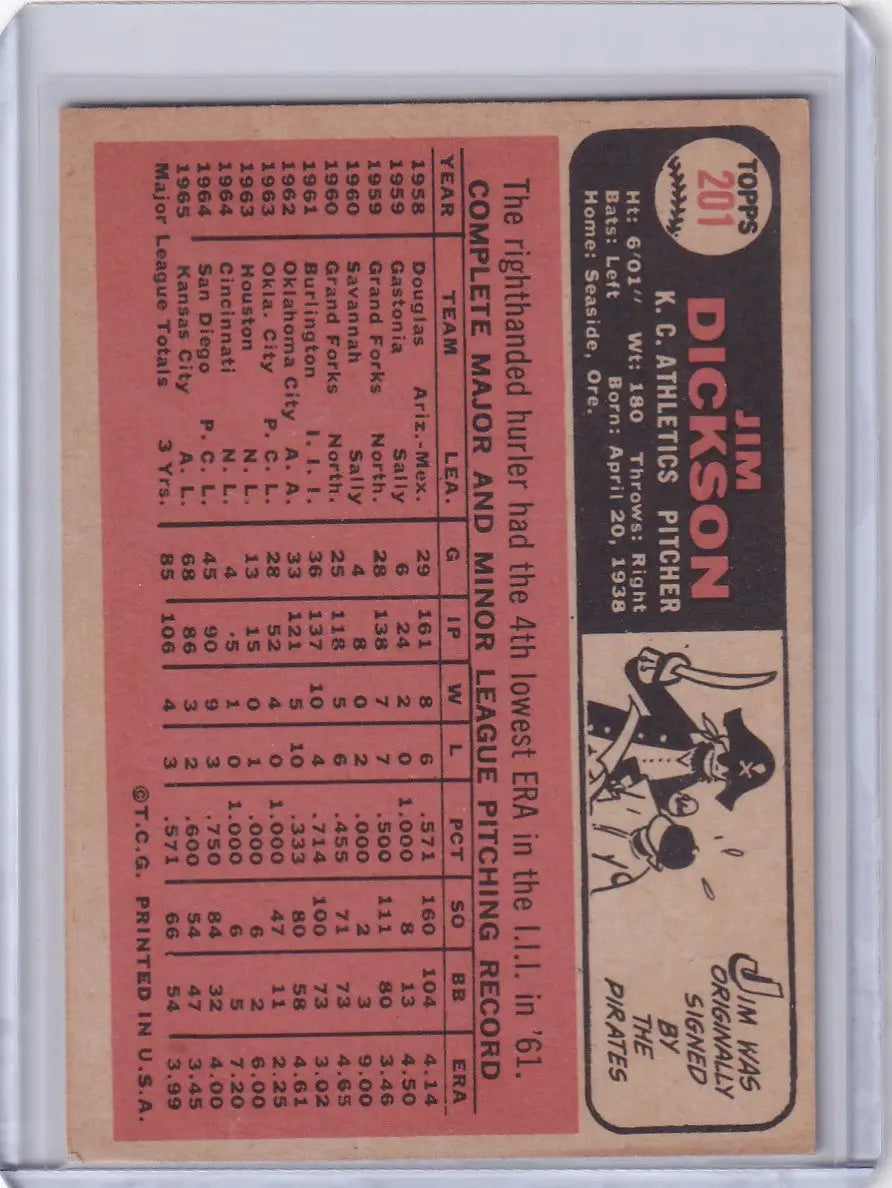 TOPPS
201
JIM
DICKSON
K. C. ATHLETICS PITCHER
Ht: 6'01" Wt: 180 Throws: Right
Bats: Left Born: April 20, 1938
Home: Seaside, Ore.
JIM WAS
ORIGINALLY
SIGNED
BY
THE
PIRATES
The righthanded hurler had the 4th lowest ERA in the I.I.I. in '61.
COMPLETE MAJOR AND MINOR LEAGUE PITCHING RECORD
YEAR TEAM LEA. G IP W L PCT SO BB ERA
1958 Douglas Ariz.-Mex. 29 161 8 6 .571 160 104 4.14
1959 Gastonia Sally 6 24 2 0 1.000 8 13 4.50
1959 Grand Forks North. 28 138 7 7 .500 111 80 3.46
1960 Savannah Sally 4 8 0 2 .000 2 3 9.00
1960 Grand Forks North. 25 118 5 6 .455 71 73 4.65
1961 Burlington I. I. I. 36 137 10 4 .714 100 73 3.02
1962 Oklahoma City A. A. 33 121 5 10 .333 80 58 4.61
1963 Okla. City P. C. L. 28 52 4 0 1.000 47 11 2.25
1963 Houston N. L. 13 15 0 1 .000 6 2 6.00
1964 Cincinnati N. L. 4 .5 1 0 1.000 6 5 7.20
1964 San Diego P. C. L. 45 90 9 3 .750 84 32 4.00
1965 Kansas City A. L. 68 86 3 2 .600 54 47 3.45
Major League Totals 3 Yrs. 85 106 4 3 .571 66 54 3.99
©T.C.G. PRINTED IN U.S.A.